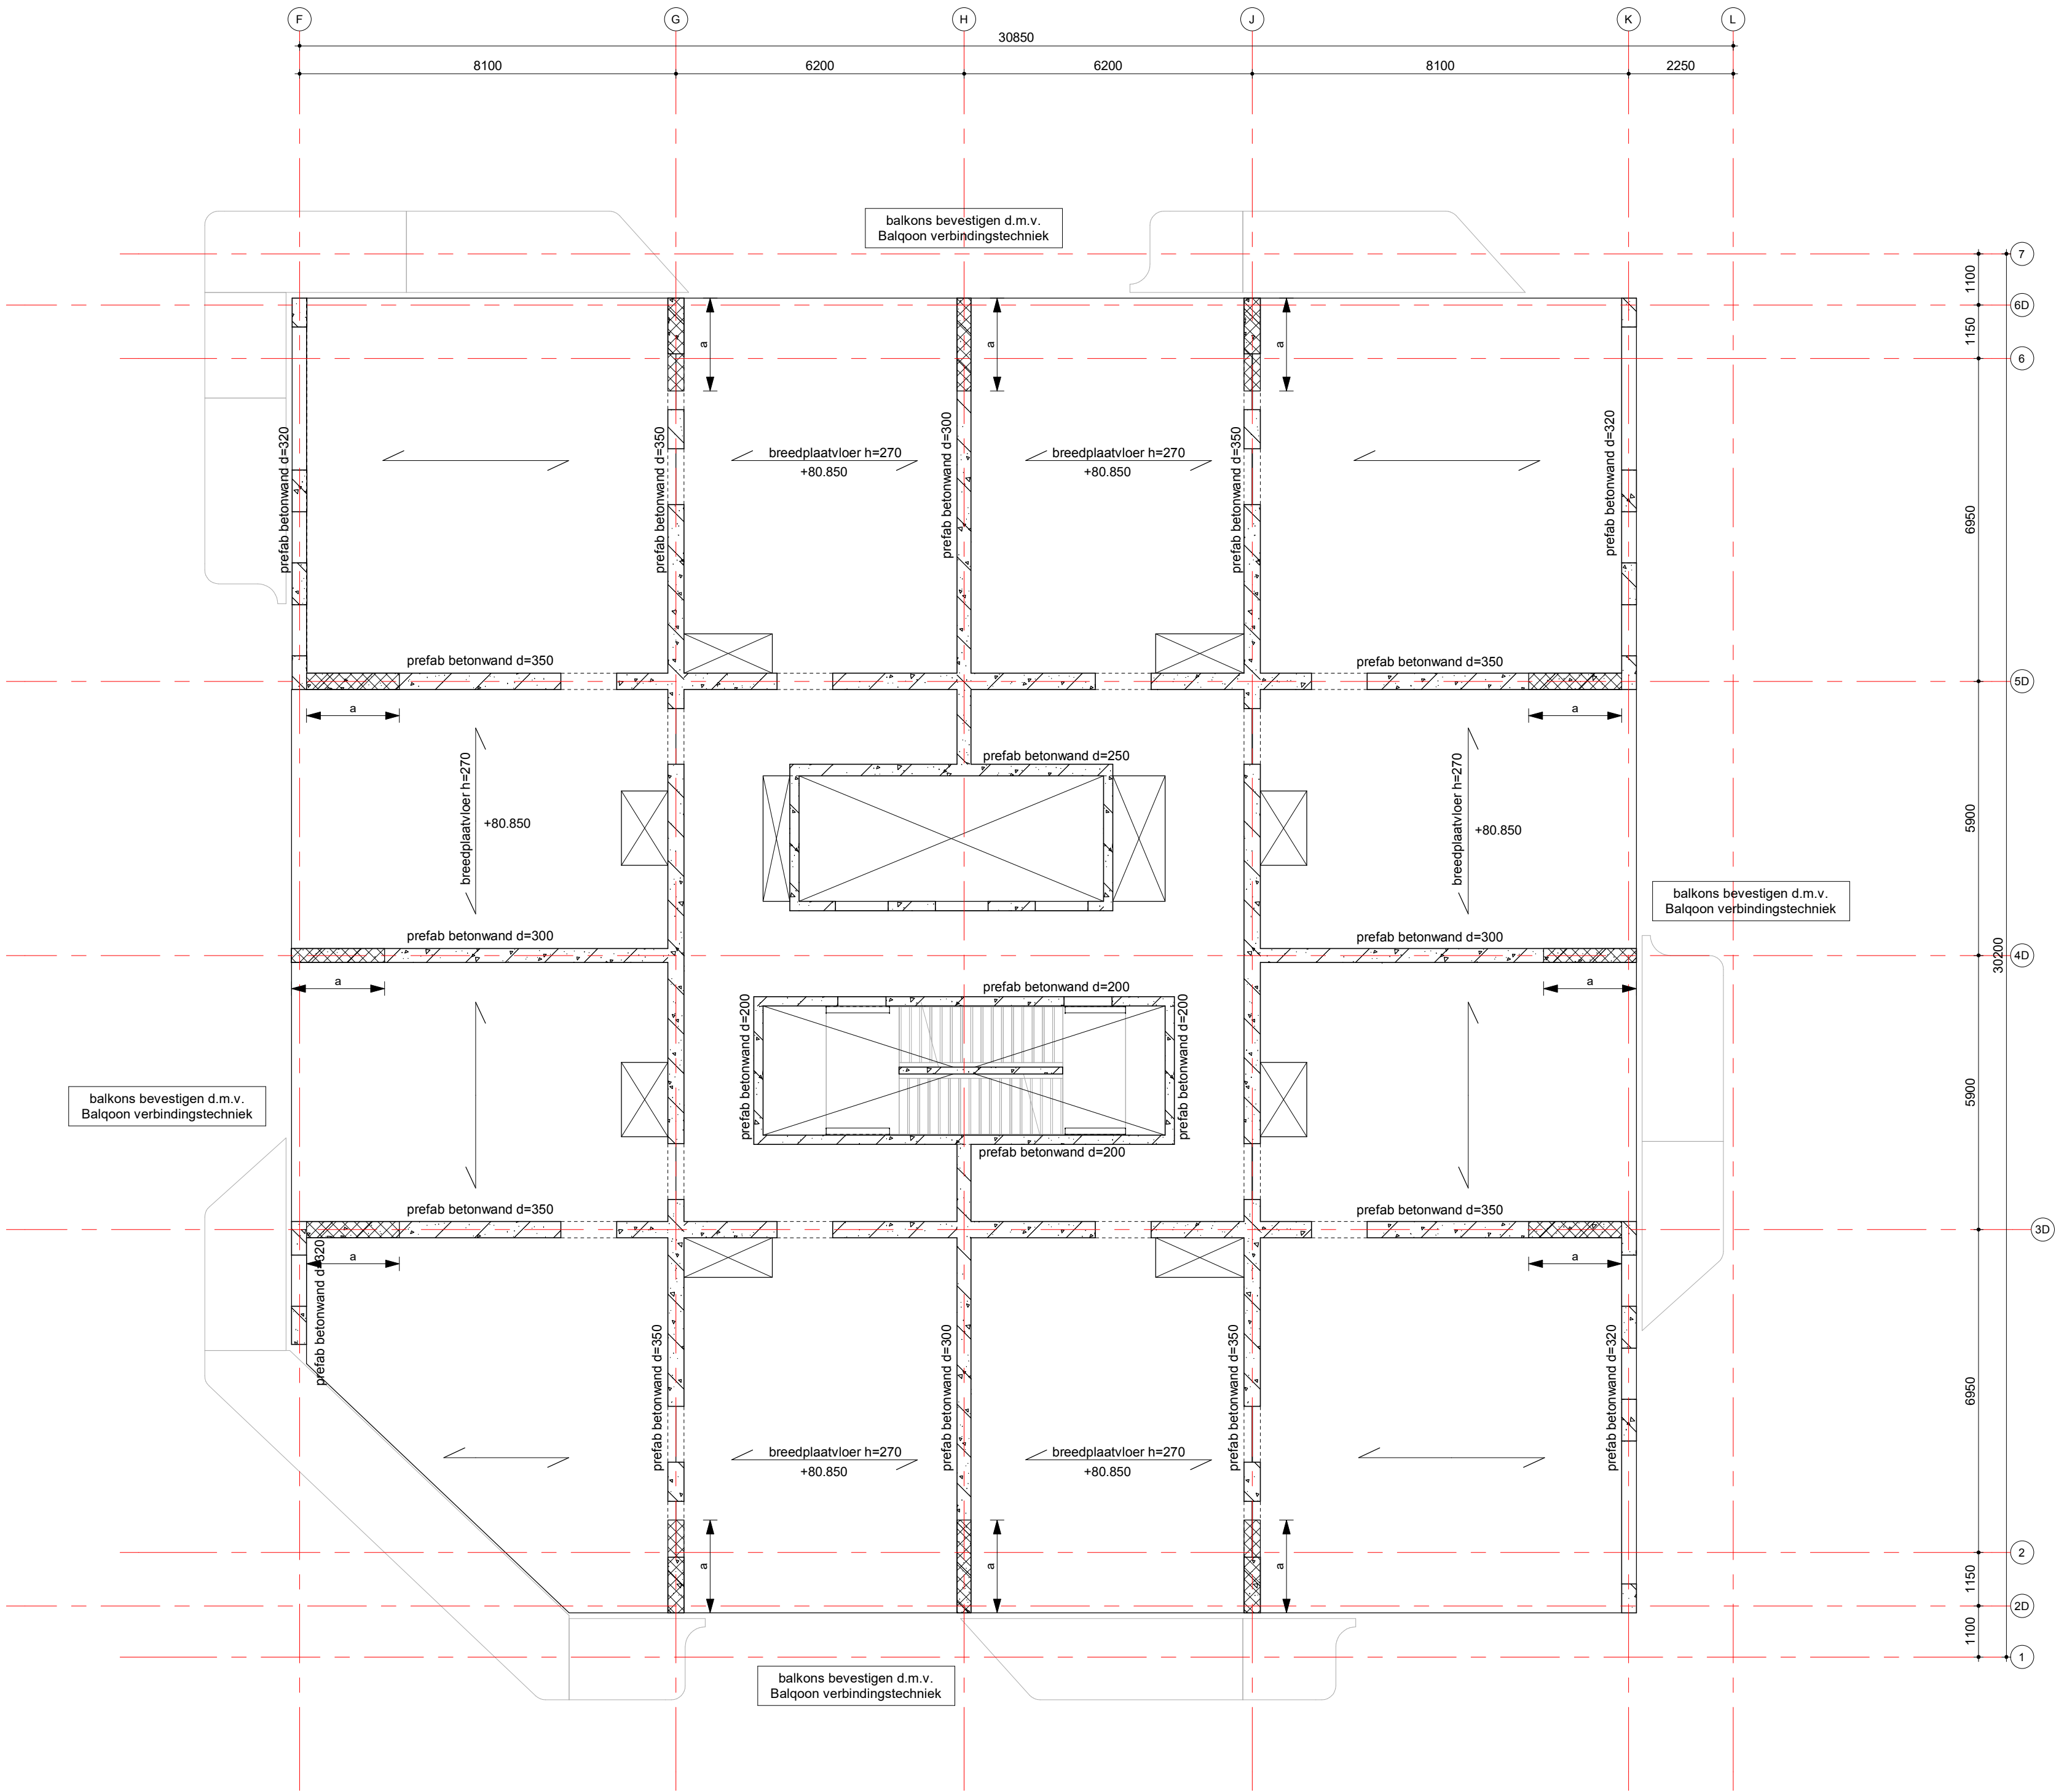 F
G
H
J
K
L
30850
8100
6200
6200
8100
2250
balkons bevestigen d.m.v.
Balqoon verbindingstechniek
7
1100
6D
1150
6
a
a
a
prefab betonwand d=320
prefab betonwand d=350
breedplaatvloer h=270
+80.850
prefab betonwand d=300
breedplaatvloer h=270
+80.850
prefab betonwand d=350
prefab betonwand d=320
6950
prefab betonwand d=350
prefab betonwand d=350
5D
a
a
prefab betonwand d=250
breedplaatvloer h=270
+80.850
breedplaatvloer h=270
+80.850
5900
balkons bevestigen d.m.v.
Balqoon verbindingstechniek
prefab betonwand d=300
prefab betonwand d=300
30200
4D
a
a
prefab betonwand d=200
prefab betonwand d=200
prefab betonwand d=200
5900
balkons bevestigen d.m.v.
Balqoon verbindingstechniek
prefab betonwand d=200
prefab betonwand d=350
prefab betonwand d=350
3D
a
a
prefab betonwand d=320
prefab betonwand d=350
prefab betonwand d=300
prefab betonwand d=350
prefab betonwand d=320
6950
breedplaatvloer h=270
+80.850
breedplaatvloer h=270
+80.850
a
a
a
2
1150
2D
1100
1
balkons bevestigen d.m.v.
Balqoon verbindingstechniek